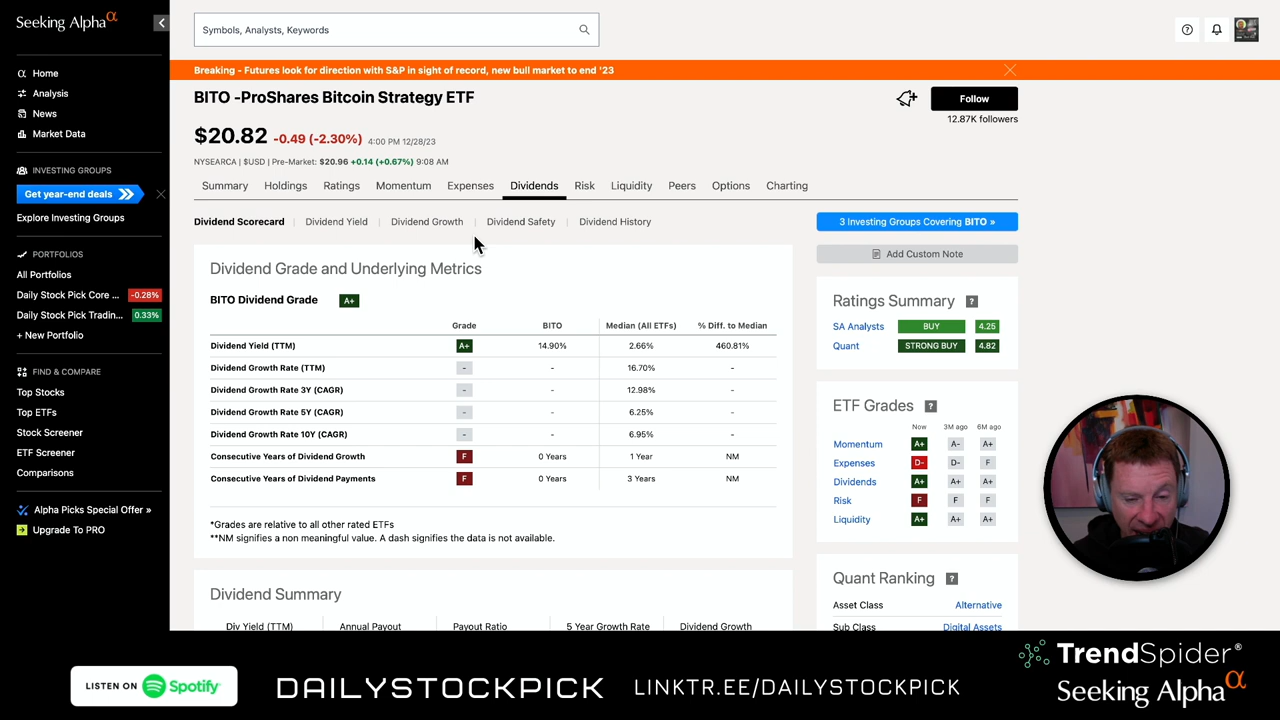 Seeking Alpha α
Symbols, Analysts, Keywords
Home
Analysis
News
Market Data
INVESTING GROUPS
Get year-end deals
Explore Investing Groups
PORTFOLIOS
All Portfolios
Daily Stock Pick Core ... -0.28%
Daily Stock Pick Tradin... 0.33%
+ New Portfolio
FIND & COMPARE
Top Stocks
Top ETFs
Stock Screener
ETF Screener
Comparisons
Alpha Picks Special Offer »
Upgrade To PRO
Breaking - Futures look for direction with S&P in sight of record, new bull market to end '23
BITO -ProShares Bitcoin Strategy ETF
Follow
12.87K followers
$20.82 -0.49 (-2.30%) 4:00 PM 12/28/23
NYSEARCA | $USD | Pre-Market: $20.96 +0.14 (+0.67%) 9:08 AM
Summary Holdings Ratings Momentum Expenses Dividends Risk Liquidity Peers Options Charting
Dividend Scorecard | Dividend Yield | Dividend Growth | Dividend Safety | Dividend History
Dividend Grade and Underlying Metrics
BITO Dividend Grade A+
Grade BITO Median (All ETFs) % Diff. to Median
Dividend Yield (TTM) A+ 14.90% 2.66% 460.81%
Dividend Growth Rate (TTM) - - 16.70% -
Dividend Growth Rate 3Y (CAGR) - - 12.98% -
Dividend Growth Rate 5Y (CAGR) - - 6.25% -
Dividend Growth Rate 10Y (CAGR) - - 6.95% -
Consecutive Years of Dividend Growth F 0 Years 1 Year NM
Consecutive Years of Dividend Payments F 0 Years 3 Years NM
*Grades are relative to all other rated ETFs
**NM signifies a non meaningful value. A dash signifies the data is not available.
Dividend Summary
Div Yield (TTM) Annual Payout Payout Ratio 5 Year Growth Rate Dividend Growth
3 Investing Groups Covering BITO »
Add Custom Note
Ratings Summary ?
SA Analysts BUY 4.25
Quant STRONG BUY 4.82
ETF Grades ?
Now 3M ago 6M ago
Momentum A+ A- A+
Expenses D- D- F
Dividends A+ A+ A+
Risk F F F
Liquidity A+ A+ A+
Quant Ranking ?
Asset Class Alternative
Sub Class Digital Assets
LISTEN ON Spotify
DAILYSTOCKPICK
LINKTR.EE/DAILYSTOCKPICK
TrendSpider®
Seeking Alpha α